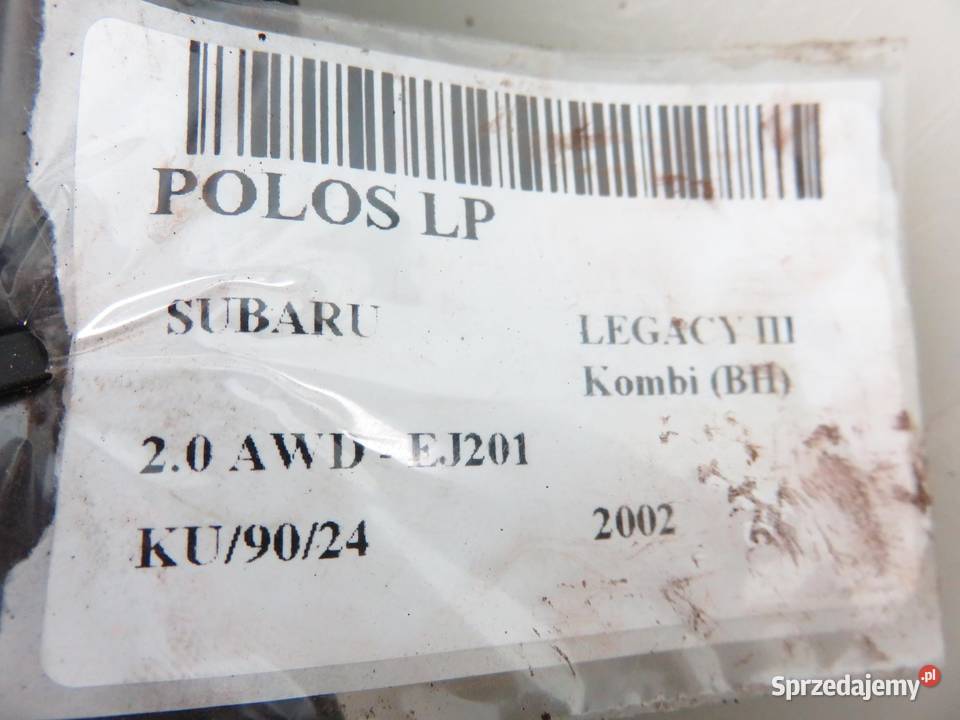 POLOS LP
SUBARU
LEGACY III
Kombi (BH)
2.0 AWD - EJ201
KU/90/24
2002
Sprzedajemy.pl